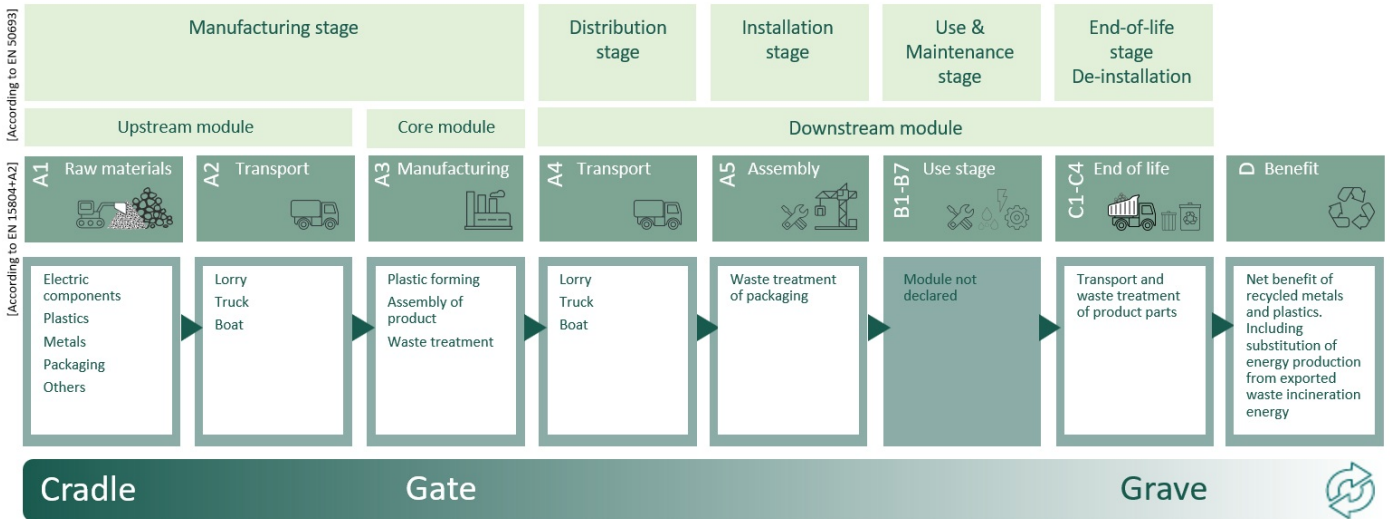 [According to EN 50693]
Manufacturing stage
Distribution
stage
Installation
stage
Use &
Maintenance
stage
End-of-life
stage
De-installation
Upstream module
Core module
Downstream module
[According to EN 15804+A2]
A1 Raw materials
A2 Transport
A3 Manufacturing
A4 Transport
A5 Assembly
B1-B7 Use stage
C1-C4 End of life
D Benefit
Electric
components
Plastics
Metals
Packaging
Others
Lorry
Truck
Boat
Plastic forming
Assembly of
product
Waste treatment
Lorry
Truck
Boat
Waste treatment
of packaging
Module not
declared
Transport and
waste treatment
of product parts
Net benefit of
recycled metals
and plastics.
Including
substitution of
energy production
from exported
waste incineration
energy
Cradle
Gate
Grave